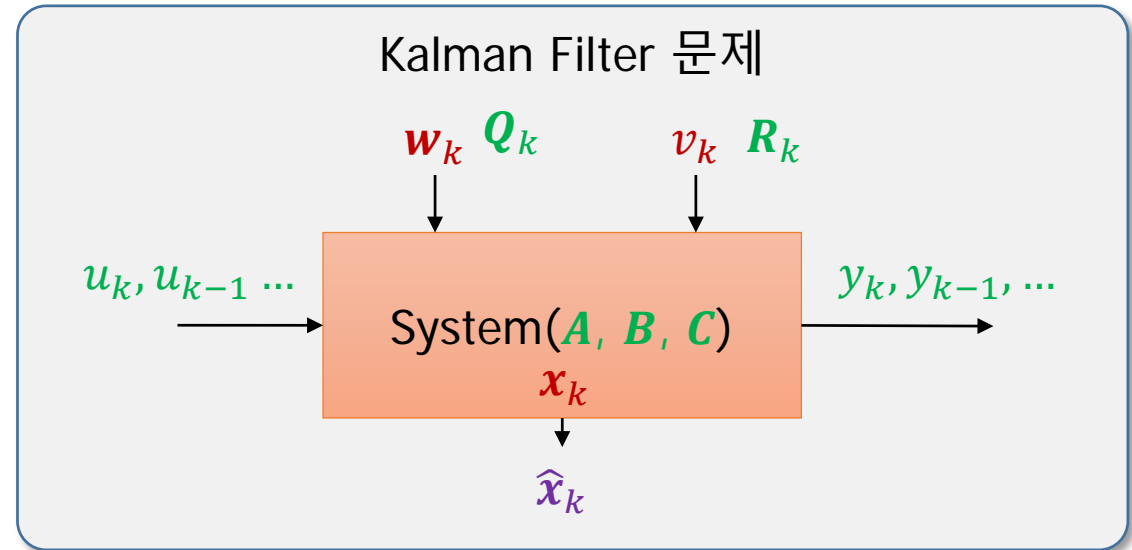 Kalman Filter 문제
w_k Q_k v_k R_k
u_k, u_{k-1} ... y_k, y_{k-1}, ...
System(A, B, C)
x_k
x̂_k